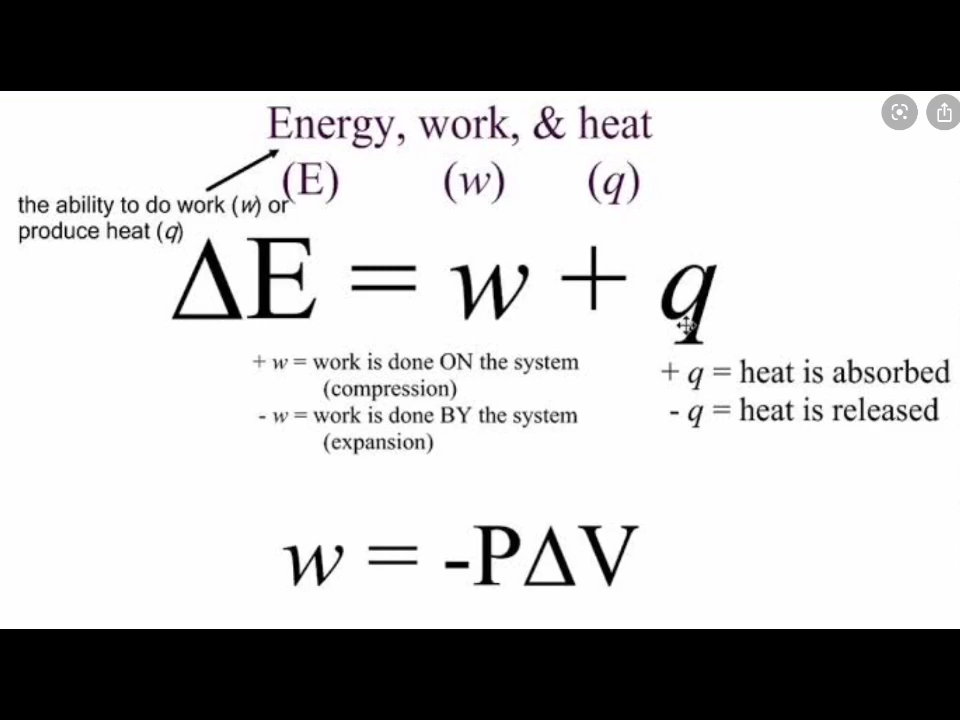 Energy, work, & heat
(E) (w) (q)
the ability to do work (w) or
produce heat (q)
ΔE = w + q
+ w = work is done ON the system
(compression)
- w = work is done BY the system
(expansion)
+ q = heat is absorbed
- q = heat is released
w = -PΔV